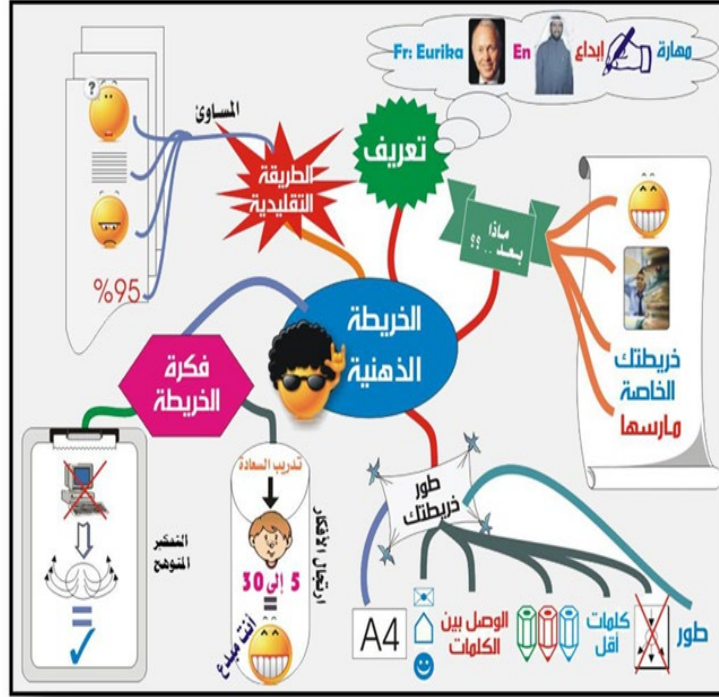 مهارة
إبداع
En
Fr: Eurika
تعريف
المساوئ
?
الطريقة
التقليدية
%95
ماذا
بعد .. ؟؟
خريطتك
الخاصة
مارسها
الخريطة
الذهنية
فكرة
الخريطة
تدريب السعادة
5 إلى 30
=
أنت مبدع
ارتجال الأفكار
التفكير
المتوهج
=
طور
خريطتك
طور
كلمات
أقل
الوصل بين
الكلمات
A4